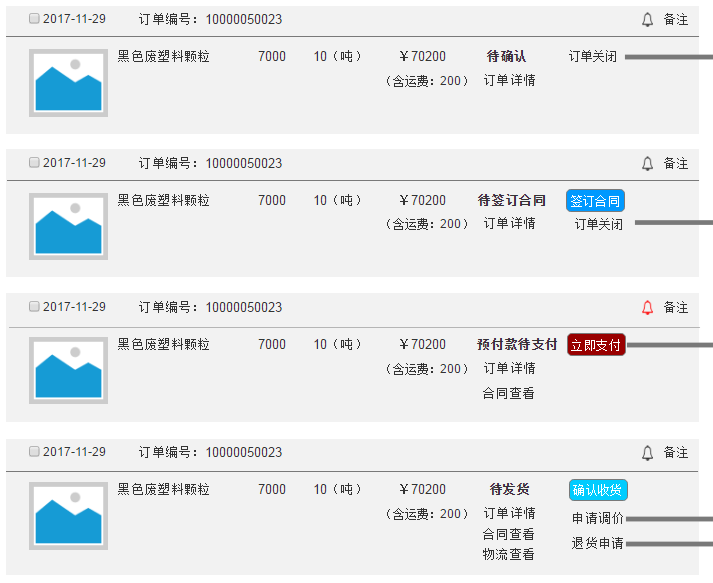 2017-11-29 订单编号：10000050023 备注
黑色废塑料颗粒 7000 10（吨） ￥70200 待确认 订单关闭
（含运费：200） 订单详情
2017-11-29 订单编号：10000050023 备注
黑色废塑料颗粒 7000 10（吨） ￥70200 待签订合同 签订合同
（含运费：200） 订单详情 订单关闭
2017-11-29 订单编号：10000050023 备注
黑色废塑料颗粒 7000 10（吨） ￥70200 预付款待支付 立即支付
（含运费：200） 订单详情
合同查看
2017-11-29 订单编号：10000050023 备注
黑色废塑料颗粒 7000 10（吨） ￥70200 待发货 确认收货
（含运费：200） 订单详情 申请调价
合同查看
物流查看 退货申请